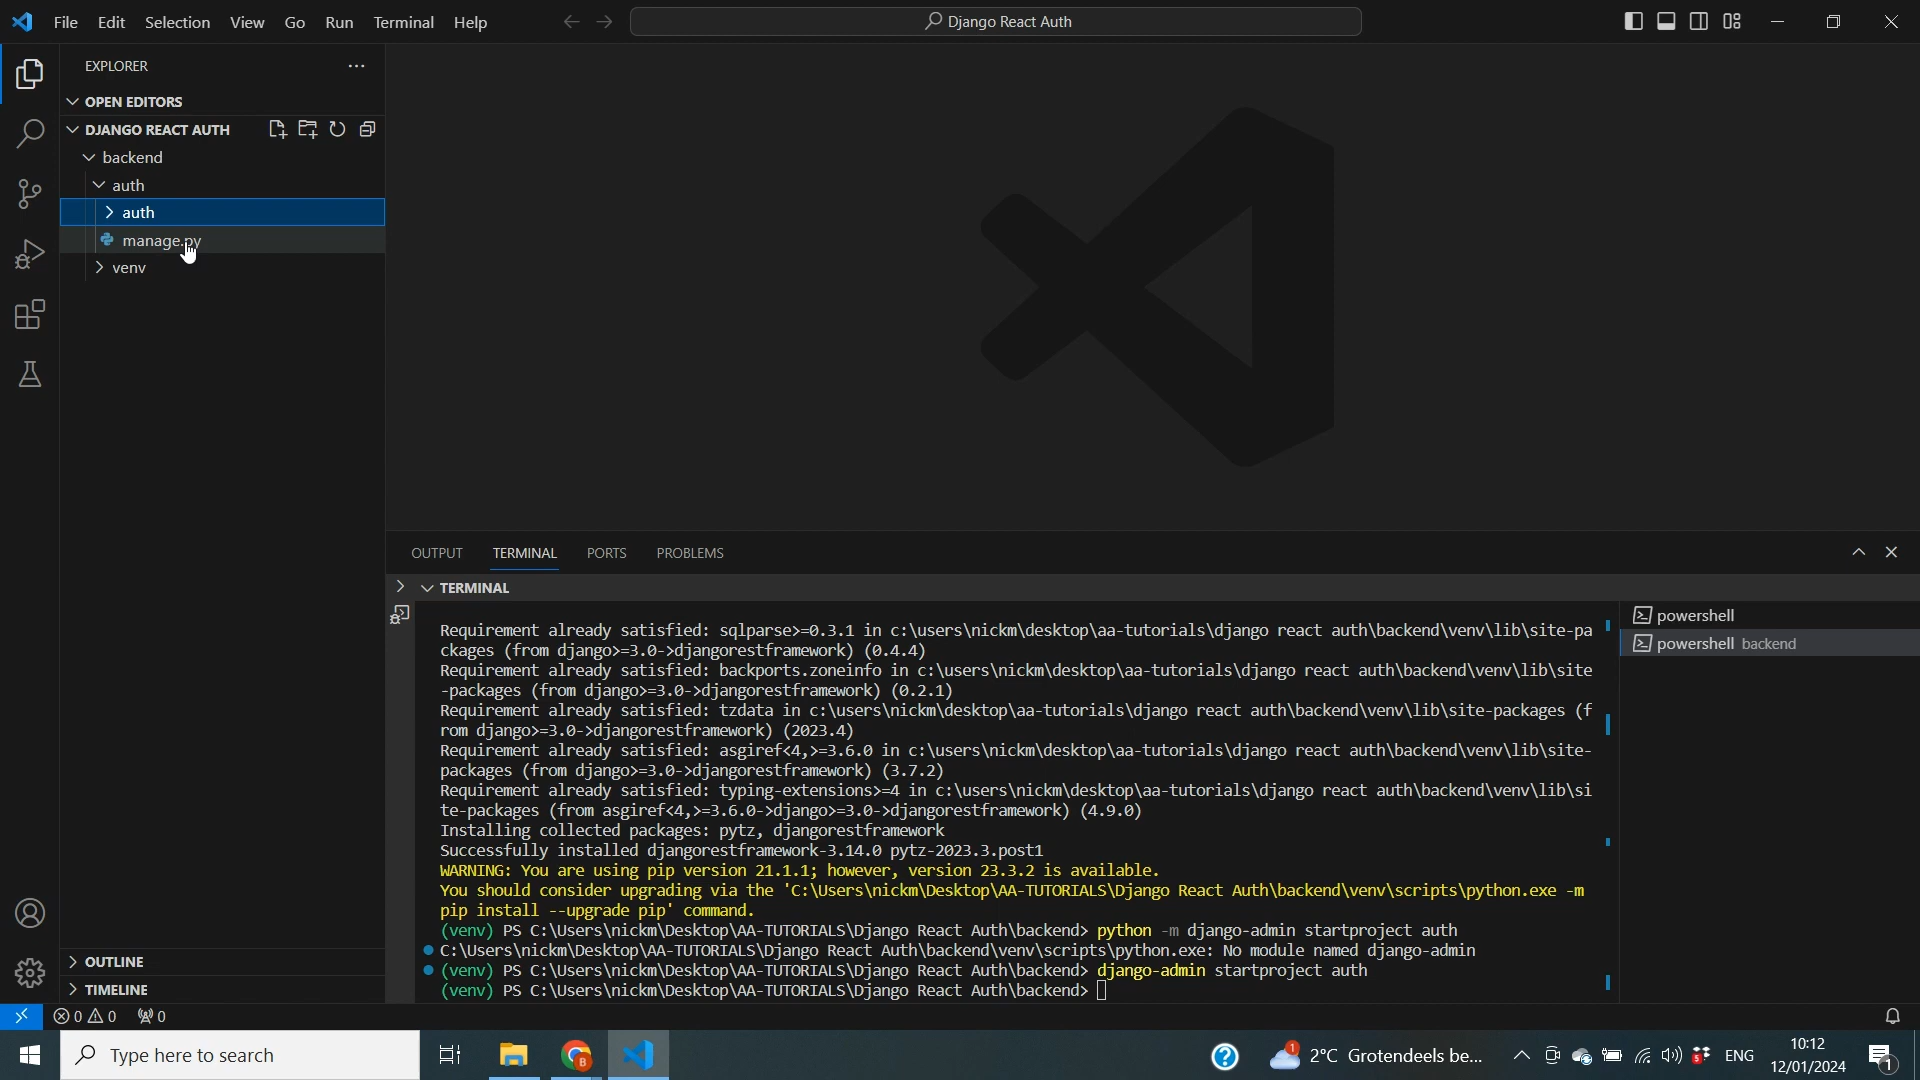 File Edit Selection View Go Run Terminal Help
Django React Auth
EXPLORER
OPEN EDITORS
DJANGO REACT AUTH
backend
auth
auth
manage.py
venv
OUTPUT TERMINAL PORTS PROBLEMS
TERMINAL
Requirement already satisfied: sqlparse>=0.3.1 in c:\users\nickm\desktop\aa-tutorials\django react auth\backend\venv\lib\site-pa
ckages (from django>=3.0->djangorestframework) (0.4.4)
Requirement already satisfied: backports.zoneinfo in c:\users\nickm\desktop\aa-tutorials\django react auth\backend\venv\lib\site
-packages (from django>=3.0->djangorestframework) (0.2.1)
Requirement already satisfied: tzdata in c:\users\nickm\desktop\aa-tutorials\django react auth\backend\venv\lib\site-packages (f
rom django>=3.0->djangorestframework) (2023.4)
Requirement already satisfied: asgiref<4,>=3.6.0 in c:\users\nickm\desktop\aa-tutorials\django react auth\backend\venv\lib\site-
packages (from django>=3.0->djangorestframework) (3.7.2)
Requirement already satisfied: typing-extensions>=4 in c:\users\nickm\desktop\aa-tutorials\django react auth\backend\venv\lib\si
te-packages (from asgiref<4,>=3.6.0->django>=3.0->djangorestframework) (4.9.0)
Installing collected packages: pytz, djangorestframework
Successfully installed djangorestframework-3.14.0 pytz-2023.3.post1
WARNING: You are using pip version 21.1.1; however, version 23.3.2 is available.
You should consider upgrading via the 'C:\Users\nickm\Desktop\AA-TUTORIALS\Django React Auth\backend\venv\scripts\python.exe -m
pip install --upgrade pip' command.
(venv) PS C:\Users\nickm\Desktop\AA-TUTORIALS\Django React Auth\backend> python -m django-admin startproject auth
C:\Users\nickm\Desktop\AA-TUTORIALS\Django React Auth\backend\venv\scripts\python.exe: No module named django-admin
(venv) PS C:\Users\nickm\Desktop\AA-TUTORIALS\Django React Auth\backend> django-admin startproject auth
(venv) PS C:\Users\nickm\Desktop\AA-TUTORIALS\Django React Auth\backend>
powershell
powershell backend
OUTLINE
TIMELINE
0 0 0
Type here to search
1 2°C Grotendeels be... 5 ENG
10:12
12/01/2024
1